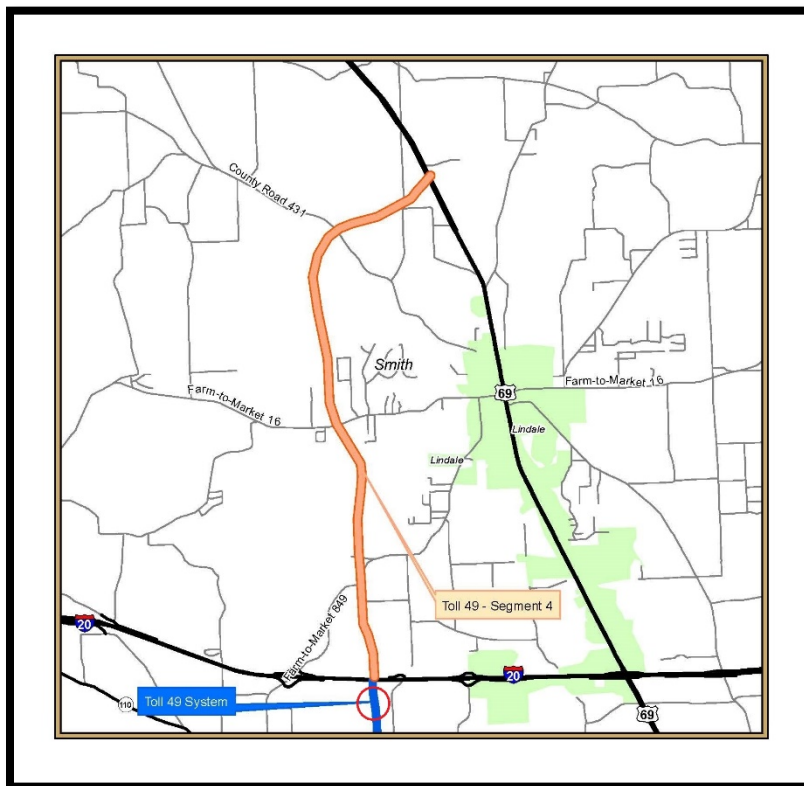 County Road 431
Smith
Farm-to-Market 16
69
Farm-to-Market 16
Lindale
Lindale
Toll 49 - Segment 4
Farm-to-Market 849
20
20
110
Toll 49 System
69